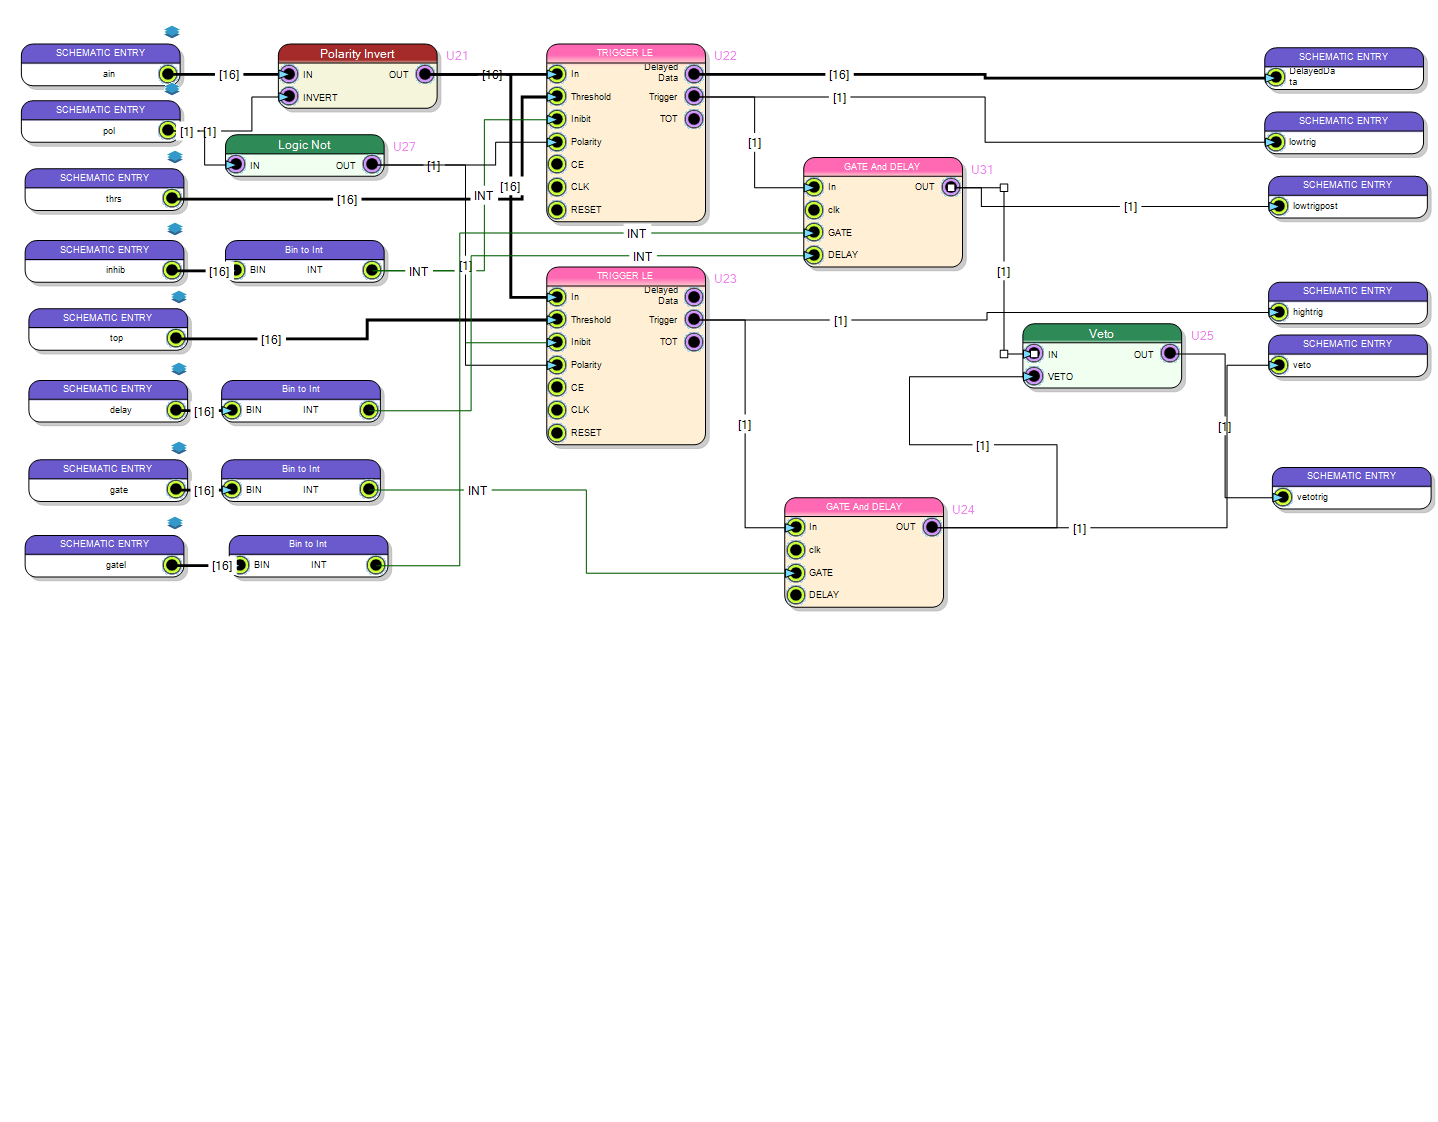 SCHEMATIC ENTRY
ain
[16]
Polarity Invert
U21
IN
OUT
INVERT
[16]
SCHEMATIC ENTRY
pol
[1]
[1]
Logic Not
U27
IN
OUT
[1]
SCHEMATIC ENTRY
thrs
[16]
INT
[16]
SCHEMATIC ENTRY
inhib
[16]
Bin to Int
BIN
INT
INT
[1]
SCHEMATIC ENTRY
top
[16]
SCHEMATIC ENTRY
delay
[16]
Bin to Int
BIN
INT
SCHEMATIC ENTRY
gate
[16]
Bin to Int
BIN
INT
INT
SCHEMATIC ENTRY
gatel
[16]
Bin to Int
BIN
INT
TRIGGER LE
U22
In
Delayed
Data
Threshold
Trigger
Inibit
TOT
Polarity
CE
CLK
RESET
[16]
[1]
[1]
INT
INT
TRIGGER LE
U23
In
Delayed
Data
Threshold
Trigger
Inibit
TOT
Polarity
CE
CLK
RESET
[1]
[1]
GATE And DELAY
U31
In
OUT
clk
GATE
DELAY
[1]
[1]
GATE And DELAY
U24
In
OUT
clk
GATE
DELAY
[1]
[1]
Veto
U25
IN
OUT
VETO
[1]
SCHEMATIC ENTRY
DelayedDa
ta
SCHEMATIC ENTRY
lowtrig
SCHEMATIC ENTRY
lowtrigpost
SCHEMATIC ENTRY
hightrig
SCHEMATIC ENTRY
veto
SCHEMATIC ENTRY
vetotrig